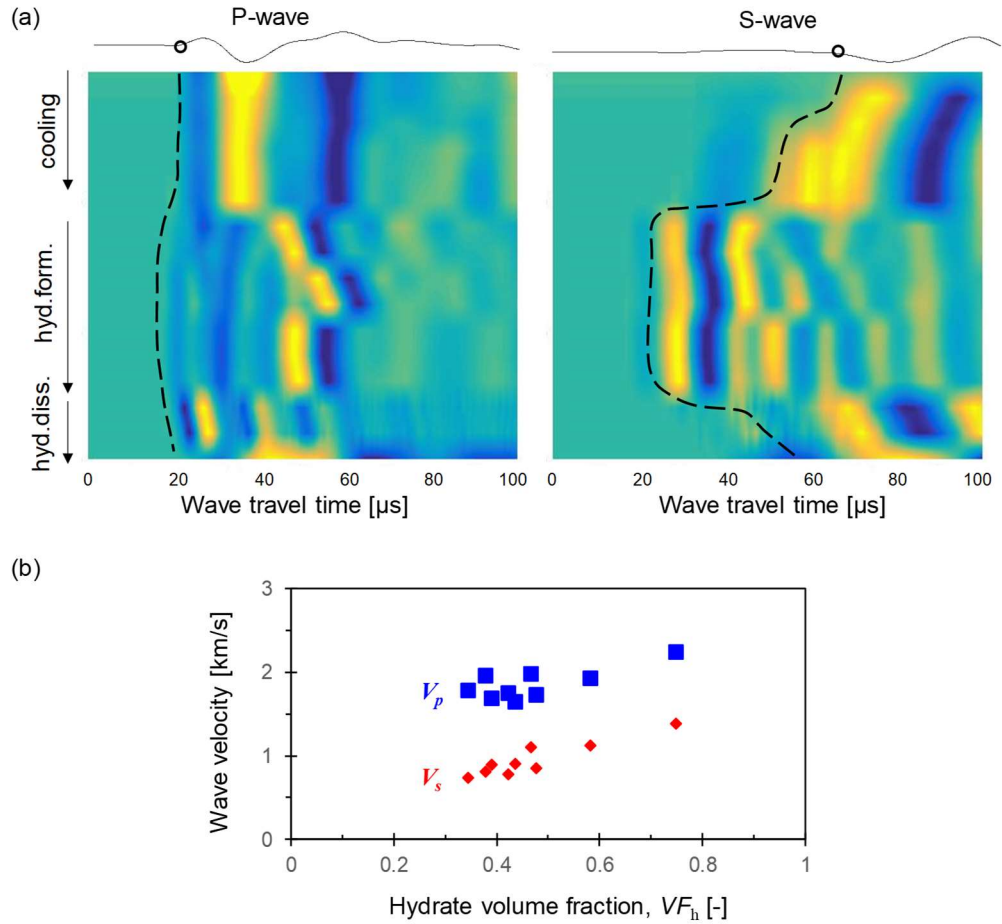 (a)
P-wave
S-wave
cooling
hyd.form.
hyd.diss.
0 20 40 60 80 100
Wave travel time [µs]
0 20 40 60 80 100
Wave travel time [µs]
(b)
Wave velocity [km/s]
3
2
1
0
Vp
Vs
0 0.2 0.4 0.6 0.8 1
Hydrate volume fraction, VFh [-]